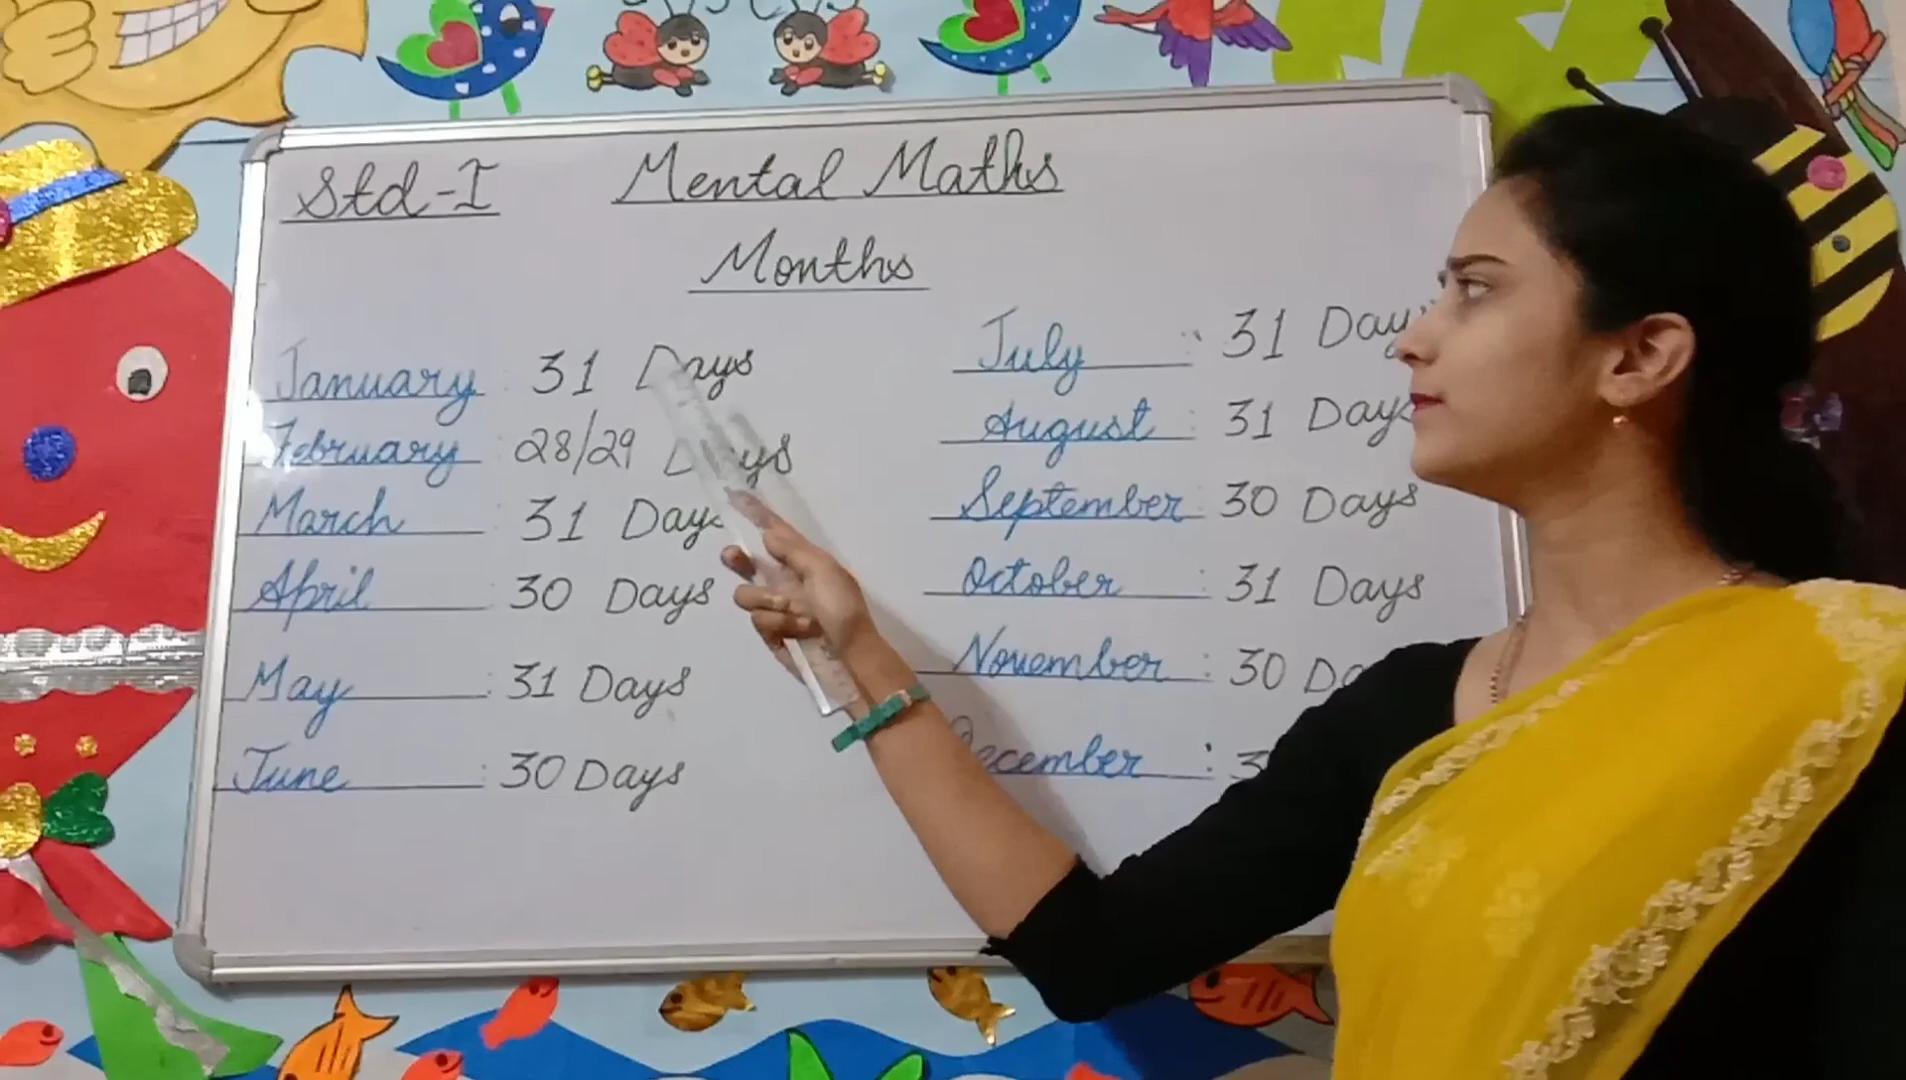 Std-I Mental Maths
Months
January : 31 Days
February : 28/29 Days
March : 31 Days
April : 30 Days
May : 31 Days
June : 30 Days
July : 31 Days
August : 31 Days
September : 30 Days
October : 31 Days
November : 30
December :